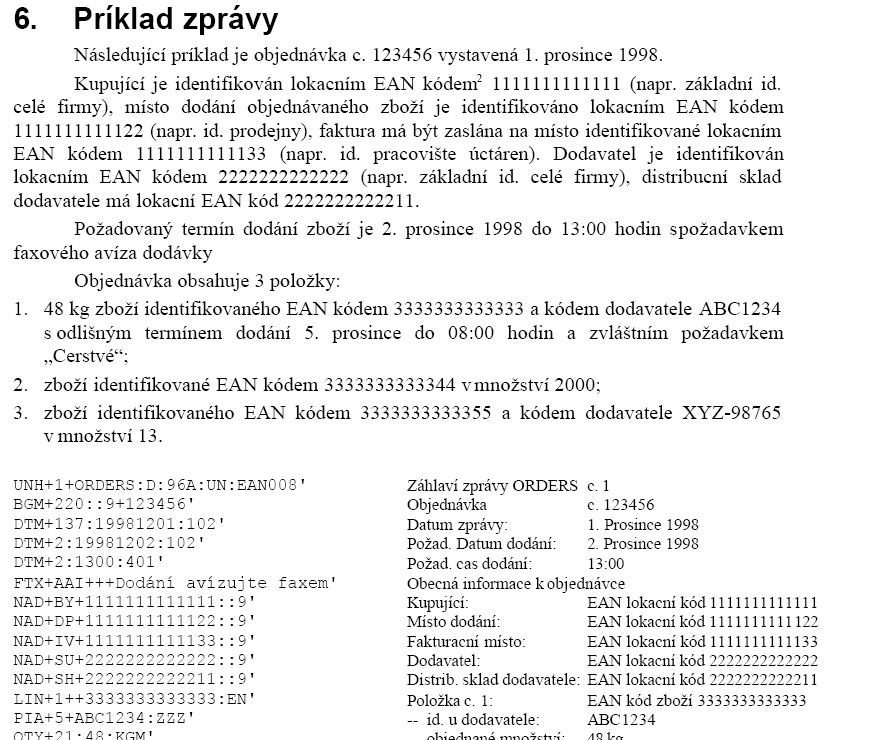 6. Príklad zprávy
Následující príklad je objednávka c. 123456 vystavená 1. prosince 1998.
Kupující je identifikován lokacním EAN kódem2 1111111111111 (napr. základní id.
celé firmy), místo dodání objednávaného zboží je identifikováno lokacním EAN kódem
1111111111122 (napr. id. prodejny), faktura má být zaslána na místo identifikované lokacním
EAN kódem 1111111111133 (napr. id. pracovište úctáren). Dodavatel je identifikován
lokacním EAN kódem 2222222222222 (napr. základní id. celé firmy), distribucní sklad
dodavatele má lokacní EAN kód 2222222222211.
Požadovaný termín dodání zboží je 2. prosince 1998 do 13:00 hodin spožadavkem
faxového avíza dodávky
Objednávka obsahuje 3 položky:
1. 48 kg zboží identifikovaného EAN kódem 3333333333333 a kódem dodavatele ABC1234
s odlišným termínem dodání 5. prosince do 08:00 hodin a zvláštním požadavkem
„Cerstvé“;
2. zboží identifikované EAN kódem 3333333333344 v množství 2000;
3. zboží identifikovaného EAN kódem 3333333333355 a kódem dodavatele XYZ-98765
v množství 13.
UNH+1+ORDERS:D:96A:UN:EAN008' Záhlaví zprávy ORDERS c. 1
BGM+220::9+123456' Objednávka c. 123456
DTM+137:19981201:102' Datum zprávy: 1. Prosince 1998
DTM+2:19981202:102' Požad. Datum dodání: 2. Prosince 1998
DTM+2:1300:401' Požad. cas dodání: 13:00
FTX+AAI+++Dodání avízujte faxem' Obecná informace k objednávce
NAD+BY+1111111111111::9' Kupující: EAN lokacní kód 1111111111111
NAD+DP+1111111111122::9' Místo dodání: EAN lokacní kód 1111111111122
NAD+IV+1111111111133::9' Fakturacní místo: EAN lokacní kód 1111111111133
NAD+SU+2222222222222::9' Dodavatel: EAN lokacní kód 2222222222222
NAD+SH+2222222222211::9' Distrib. sklad dodavatele: EAN lokacní kód 2222222222211
LIN+1++3333333333333:EN' Položka c. 1: EAN kód zboží 3333333333333
PIA+5+ABC1234:ZZZ' -- id. u dodavatele: ABC1234
QTY+21:48:KGM' objednané množství: 48 kg